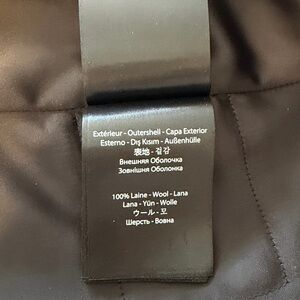 Extérieur - Outershell - Capa Exterior
Esterno - Dış Kısım - Außenhülle
表地 - 겉감
Внешняя Оболочка
Зовнішня Оболонка
100% Laine - Wool - Lana
Lana - Yün - Wolle
ウール - 모
Шерсть - Вовна